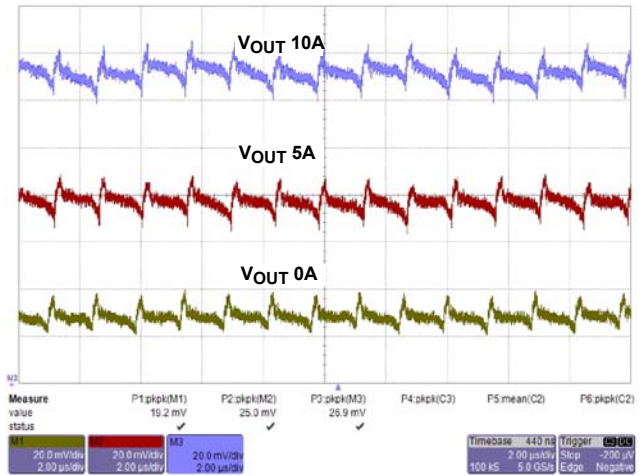 VOUT 10A
VOUT 5A
VOUT 0A
M3
Measure P1:pkpk(M1) P2:pkpk(M2) P3:pkpk(M3) P4:pkpk(C3) P5:mean(C2) P6:pkpk(C2)
value 19.2 mV 25.0 mV 26.9 mV
status ✔ ✔ ✔
M1 M2 M3 Timebase 440 ns Trigger C3 DC
20.0 mV/div 20.0 mV/div 20.0 mV/div 2.00 µs/div Stop -200 µV
2.00 µs/div 2.00 µs/div 2.00 µs/div 100 kS 5.0 GS/s Edge Negative